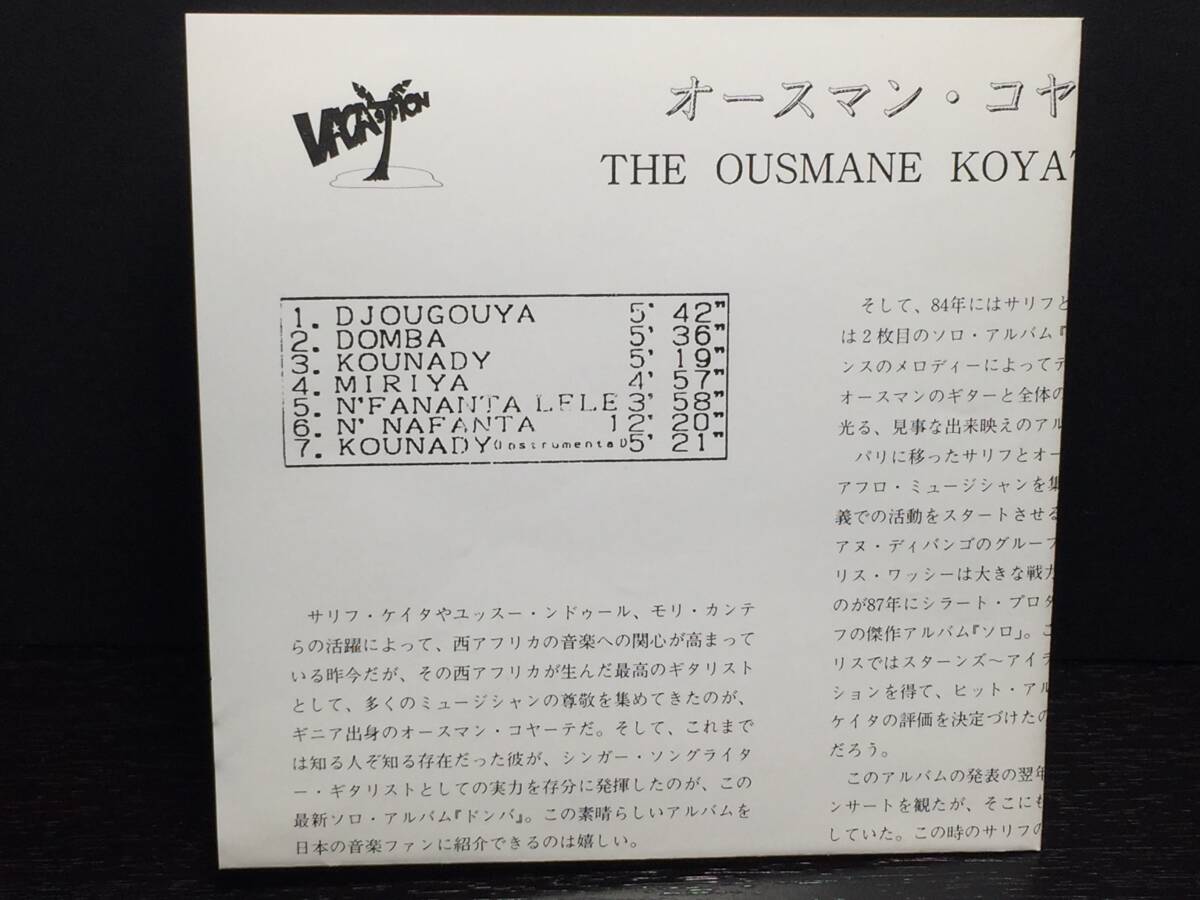 VACATION
オースマン・コヤ
THE OUSMANE KOYA
1. DJOUGOUYA 5' 42"
2. DOMBA 5' 36"
3. KOUNADY 5' 19"
4. MIRIYA 4' 57"
5. N'FANANTA LELE 3' 58"
6. N' NAFANTA 12' 20"
7. KOUNADY(Instrumental)5' 21"
サリフ・ケイタやユッスー・ンドゥール、モリ・カンテ
らの活躍によって、西アフリカの音楽への関心が高まって
いる昨今だが、その西アフリカが生んだ最高のギタリスト
として、多くのミュージシャンの尊敬を集めてきたのが、
ギニア出身のオースマン・コヤーテだ。そして、これまで
は知る人ぞ知る存在だった彼が、シンガー・ソングライタ
ー・ギタリストとしての実力を存分に発揮したのが、この
最新ソロ・アルバム『ドンバ』。この素晴らしいアルバムを
日本の音楽ファンに紹介できるのは嬉しい。
そして、84年にはサリフと
は２枚目のソロ・アルバム『
ンスのメロディーによってテ
オースマンのギターと全体の
光る、見事な出来映えのアル
パリに移ったサリフとオー
アフロ・ミュージシャンを集
義での活動をスタートさせる
アヌ・ディバンゴのグループ
リス・ワッシーは大きな戦力
のが87年にシラート・プロダ
フの傑作アルバム『ソロ』。こ
リスではスターンズ〜アイラ
ションを得て、ヒット・アル
ケイタの評価を決定づけたの
だろう。
このアルバムの発表の翌年
ンサートを観たが、そこにも
していた。この時のサリフの